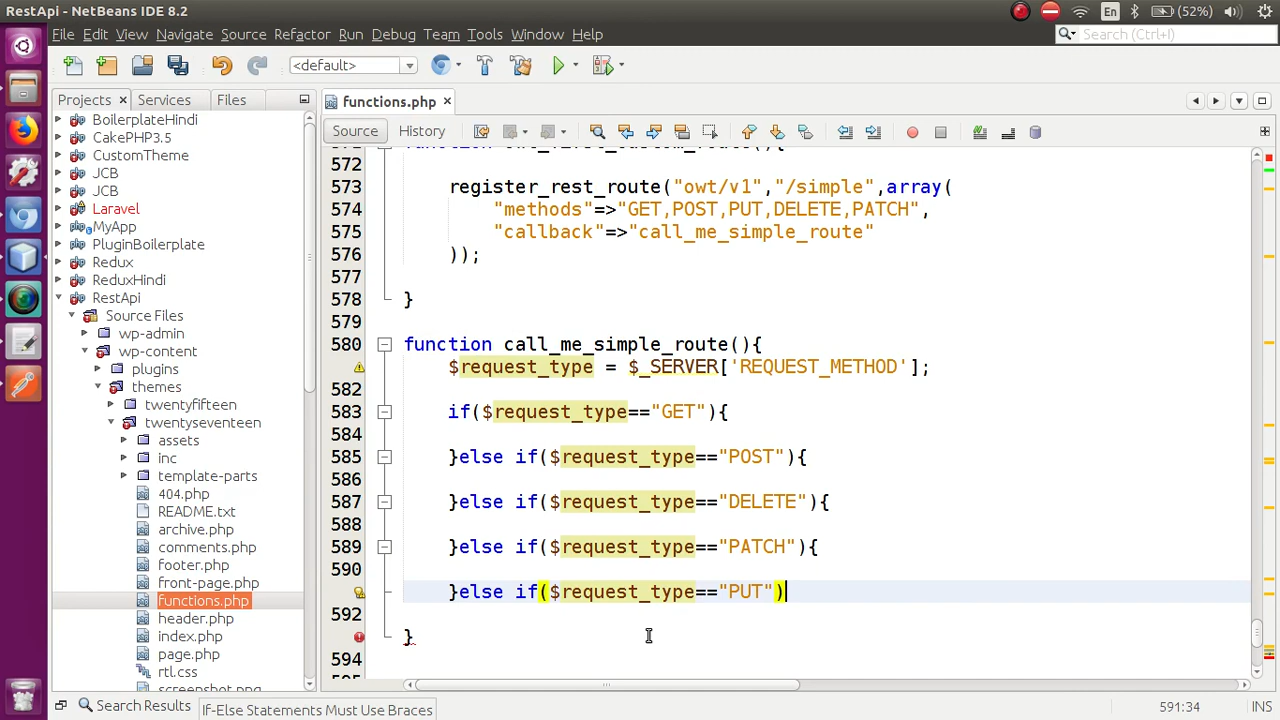 RestApi - NetBeans IDE 8.2
En
(52%)
File Edit View Navigate Source Refactor Run Debug Team Tools Window Help
Search (Ctrl+I)
<default>
Projects
Services
Files
functions.php
Source
History
BoilerplateHindi
CakePHP3.5
CustomTheme
JCB
JCB
Laravel
MyApp
PluginBoilerplate
Redux
ReduxHindi
RestApi
Source Files
wp-admin
wp-content
plugins
themes
twentyfifteen
twentyseventeen
assets
inc
template-parts
404.php
README.txt
archive.php
comments.php
footer.php
front-page.php
functions.php
header.php
index.php
page.php
rtl.css
screenshot.png
572
573 register_rest_route("owt/v1","/simple",array(
574 "methods"=>"GET,POST,PUT,DELETE,PATCH",
575 "callback"=>"call_me_simple_route"
576 ));
577
578 }
579
580 function call_me_simple_route(){
$request_type = $_SERVER['REQUEST_METHOD'];
582
583 if($request_type=="GET"){
584
585 }else if($request_type=="POST"){
586
587 }else if($request_type=="DELETE"){
588
589 }else if($request_type=="PATCH"){
590
}else if($request_type=="PUT")
592
}
594
Search Results
If-Else Statements Must Use Braces
591:34
INS